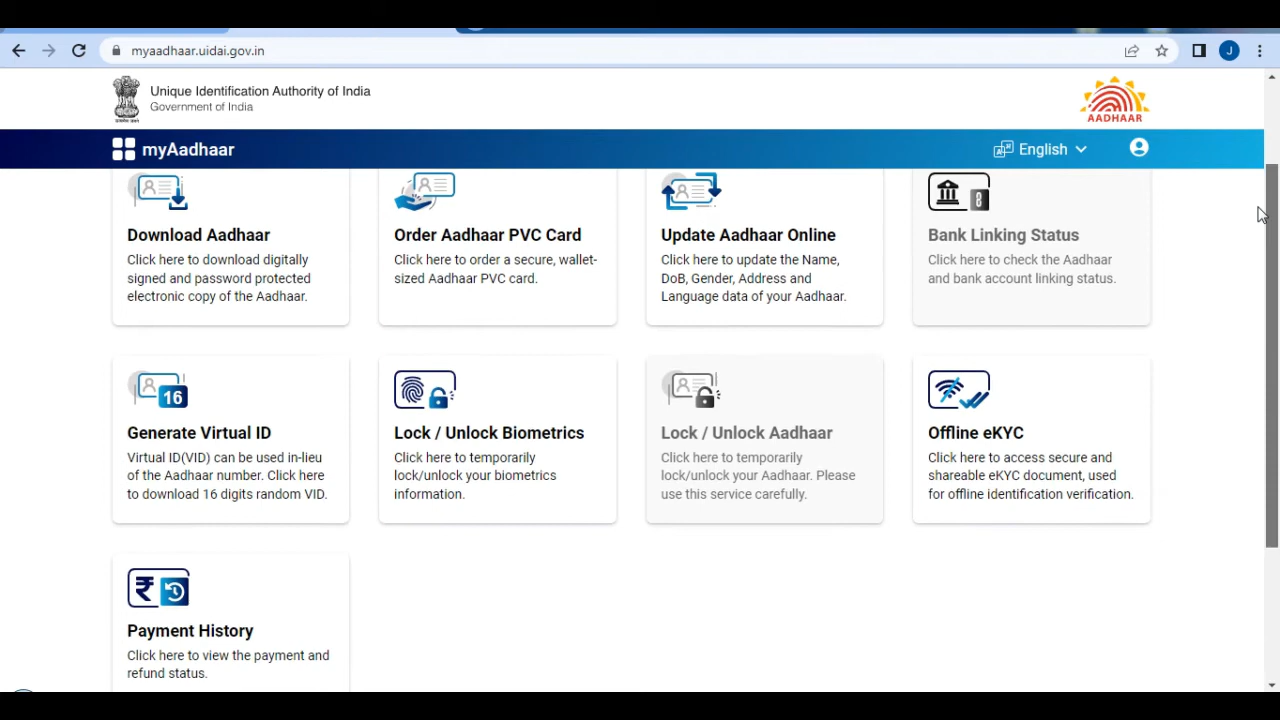 myaadhaar.uidai.gov.in
J
Unique Identification Authority of India
Government of India
AADHAAR
myAadhaar
English
Download Aadhaar
Click here to download digitally
signed and password protected
electronic copy of the Aadhaar.
Order Aadhaar PVC Card
Click here to order a secure, wallet-
sized Aadhaar PVC card.
Update Aadhaar Online
Click here to update the Name,
DoB, Gender, Address and
Language data of your Aadhaar.
8
Bank Linking Status
Click here to check the Aadhaar
and bank account linking status.
16
Generate Virtual ID
Virtual ID(VID) can be used in-lieu
of the Aadhaar number. Click here
to download 16 digits random VID.
Lock / Unlock Biometrics
Click here to temporarily
lock/unlock your biometrics
information.
Lock / Unlock Aadhaar
Click here to temporarily
lock/unlock your Aadhaar. Please
use this service carefully.
Offline eKYC
Click here to access secure and
shareable eKYC document, used
for offline identification verification.
₹
Payment History
Click here to view the payment and
refund status.